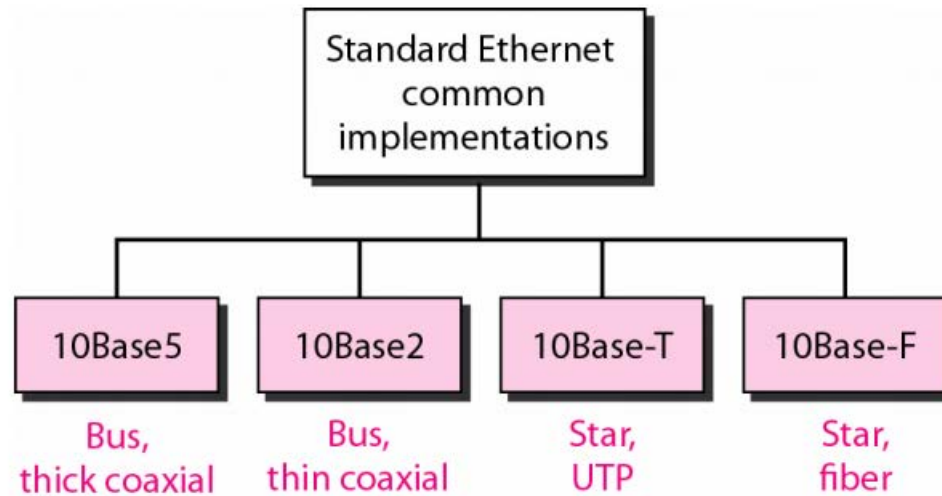 Standard Ethernet
common
implementations
10Base5
10Base2
10Base-T
10Base-F
Bus,
thick coaxial
Bus,
thin coaxial
Star,
UTP
Star,
fiber